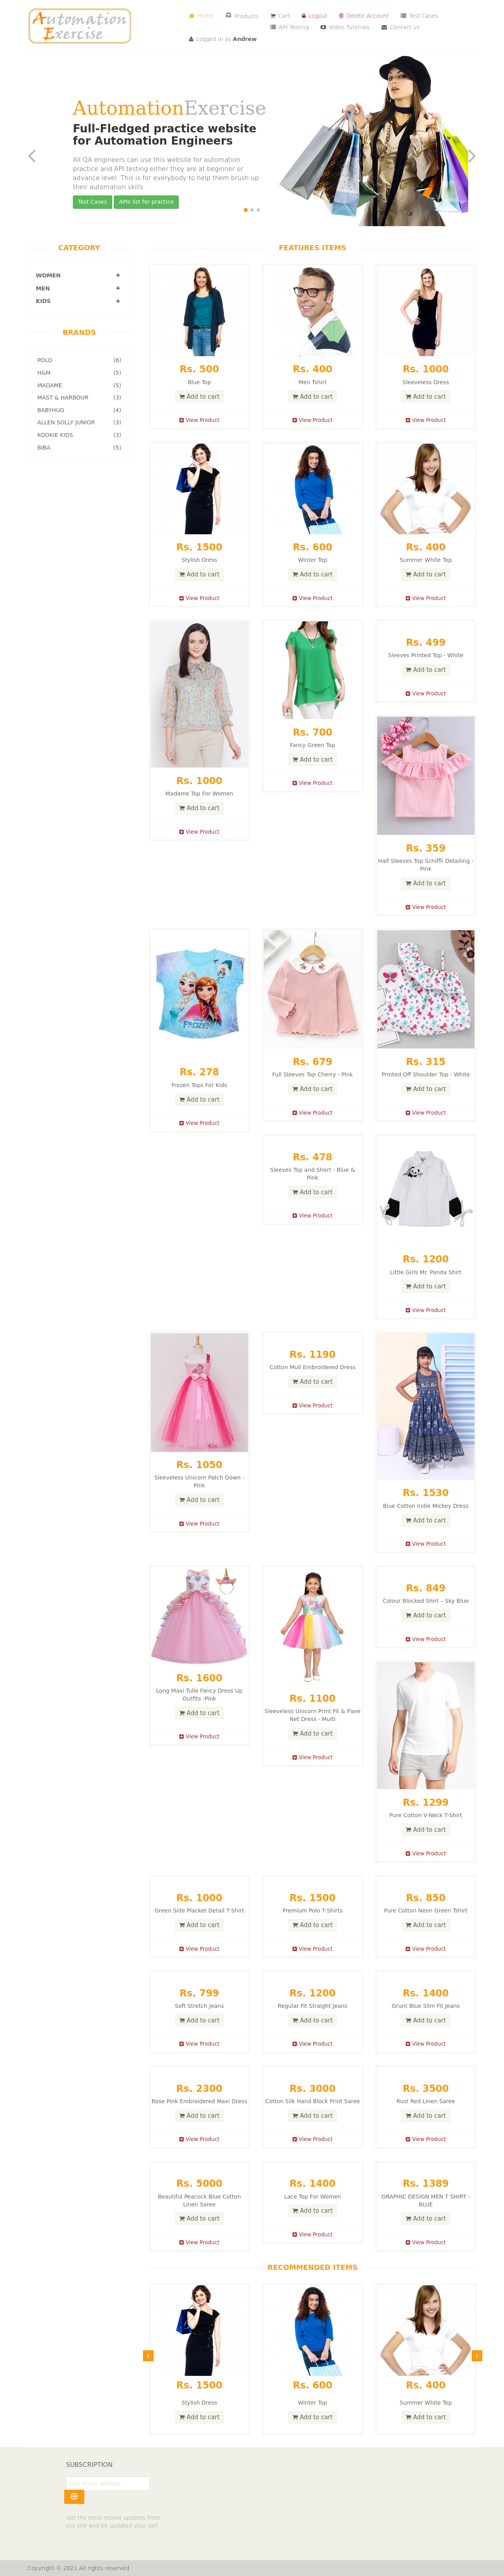 Automation
Exercise
Home
Products
Cart
Logout
Delete Account
Test Cases
API Testing
Video Tutorials
Contact us
Logged in as Andrew
AutomationExercise
Full-Fledged practice website
for Automation Engineers
All QA engineers can use this website for automation
practice and API testing either they are at beginner or
advance level. This is for everybody to help them brush up
their automation skills.
Test Cases
APIs list for practice
CATEGORY
WOMEN
MEN
KIDS
BRANDS
POLO (6)
H&M (5)
MADAME (5)
MAST & HARBOUR (3)
BABYHUG (4)
ALLEN SOLLY JUNIOR (3)
KOOKIE KIDS (3)
BIBA (5)
FEATURES ITEMS
Rs. 500
Blue Top
Add to cart
View Product
Rs. 400
Men Tshirt
Add to cart
View Product
Rs. 1000
Sleeveless Dress
Add to cart
View Product
Rs. 1500
Stylish Dress
Add to cart
View Product
Rs. 600
Winter Top
Add to cart
View Product
Rs. 400
Summer White Top
Add to cart
View Product
Rs. 1000
Madame Top For Women
Add to cart
View Product
Rs. 700
Fancy Green Top
Add to cart
View Product
Rs. 499
Sleeves Printed Top - White
Add to cart
View Product
Rs. 359
Half Sleeves Top Schiffli Detailing -
Pink
Add to cart
View Product
FROZEN
Rs. 278
Frozen Tops For Kids
Add to cart
View Product
Rs. 679
Full Sleeves Top Cherry - Pink
Add to cart
View Product
Rs. 315
Printed Off Shoulder Top - White
Add to cart
View Product
Rs. 478
Sleeves Top and Short - Blue &
Pink
Add to cart
View Product
Rs. 1200
Little Girls Mr. Panda Shirt
Add to cart
View Product
Rs. 1050
Sleeveless Unicorn Patch Gown -
Pink
Add to cart
View Product
Rs. 1190
Cotton Mull Embroidered Dress
Add to cart
View Product
Rs. 1530
Blue Cotton Indie Mickey Dress
Add to cart
View Product
Rs. 1600
Long Maxi Tulle Fancy Dress Up
Outfits -Pink
Add to cart
View Product
Rs. 1100
Sleeveless Unicorn Print Fit & Flare
Net Dress - Multi
Add to cart
View Product
Rs. 849
Colour Blocked Shirt – Sky Blue
Add to cart
View Product
Rs. 1299
Pure Cotton V-Neck T-Shirt
Add to cart
View Product
Rs. 1000
Green Side Placket Detail T-Shirt
Add to cart
View Product
Rs. 1500
Premium Polo T-Shirts
Add to cart
View Product
Rs. 850
Pure Cotton Neon Green Tshirt
Add to cart
View Product
Rs. 799
Soft Stretch Jeans
Add to cart
View Product
Rs. 1200
Regular Fit Straight Jeans
Add to cart
View Product
Rs. 1400
Grunt Blue Slim Fit Jeans
Add to cart
View Product
Rs. 2300
Rose Pink Embroidered Maxi Dress
Add to cart
View Product
Rs. 3000
Cotton Silk Hand Block Print Saree
Add to cart
View Product
Rs. 3500
Rust Red Linen Saree
Add to cart
View Product
Rs. 5000
Beautiful Peacock Blue Cotton
Linen Saree
Add to cart
View Product
Rs. 1400
Lace Top For Women
Add to cart
View Product
Rs. 1389
GRAPHIC DESIGN MEN T SHIRT -
BLUE
Add to cart
View Product
RECOMMENDED ITEMS
Rs. 1500
Stylish Dress
Add to cart
Rs. 600
Winter Top
Add to cart
Rs. 400
Summer White Top
Add to cart
SUBSCRIPTION
Your email address
Get the most recent updates from
our site and be updated your self.
Copyright © 2021 All rights reserved